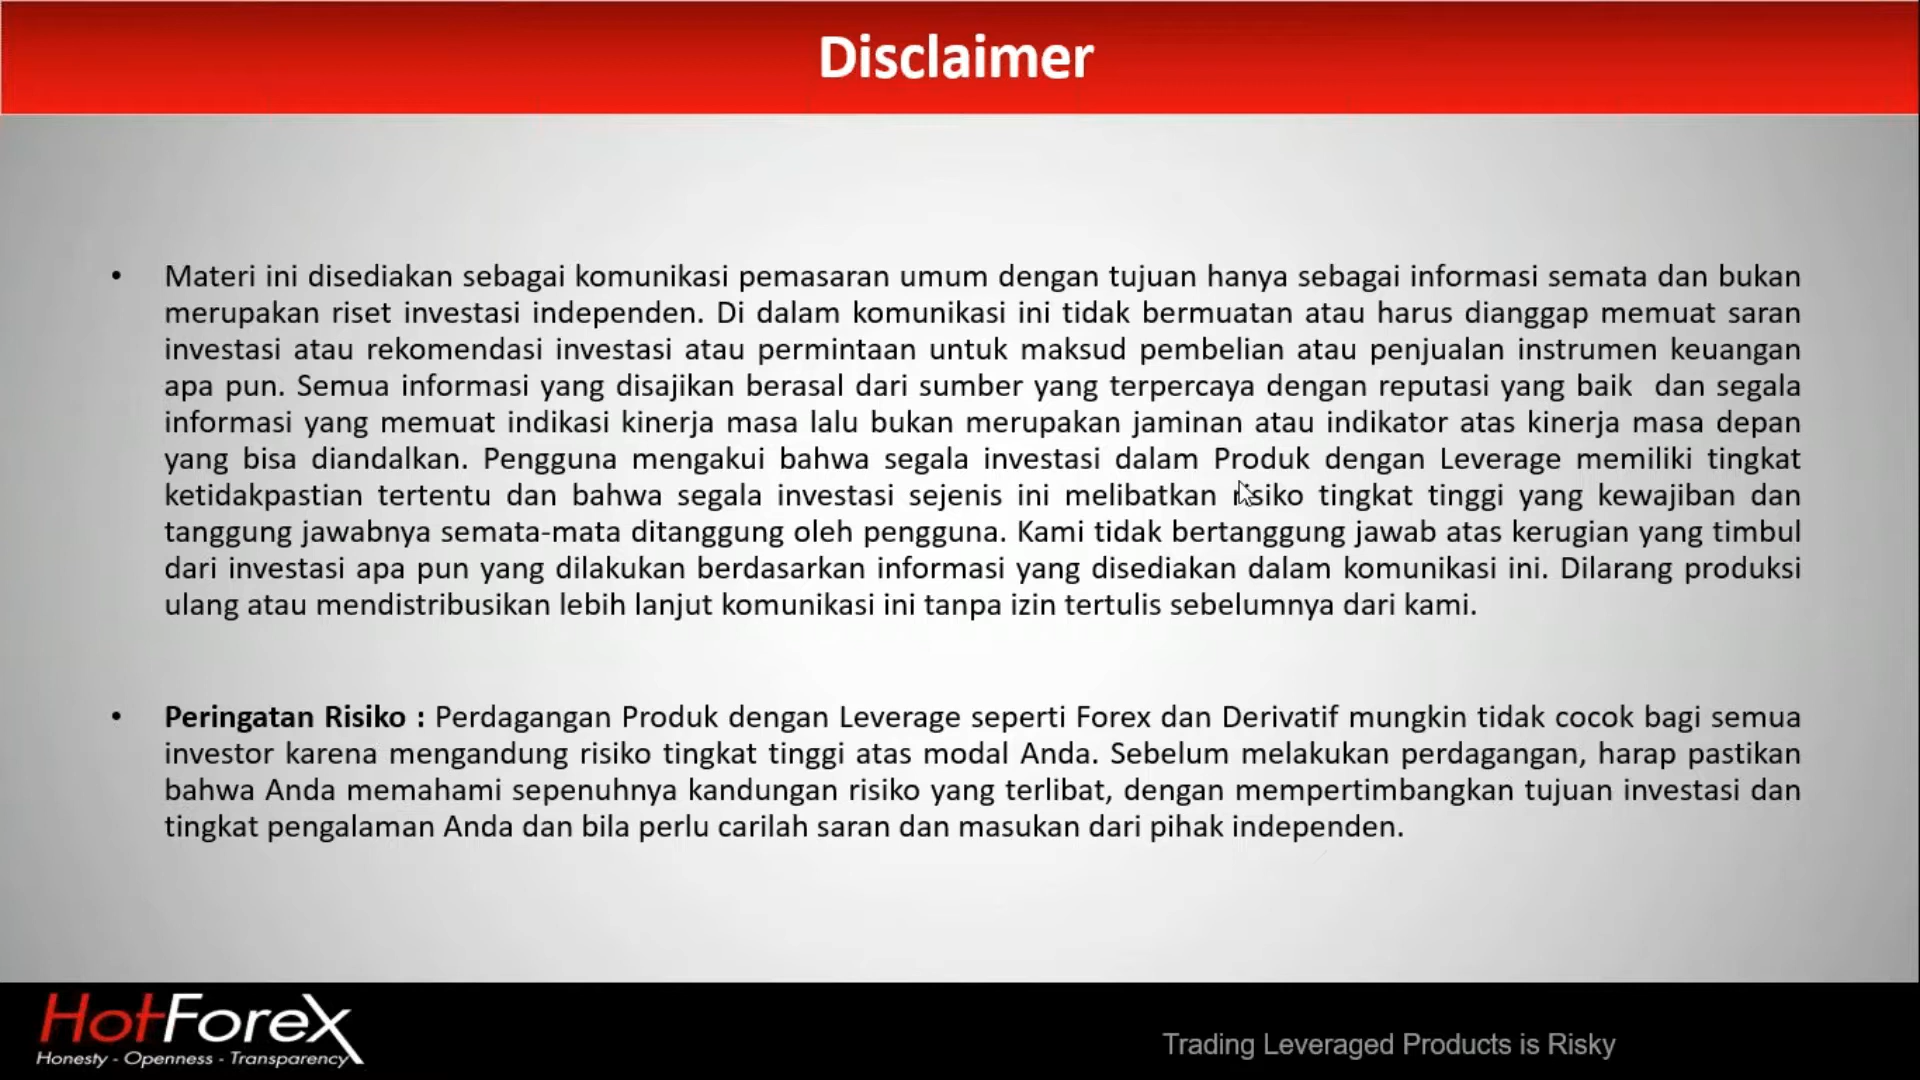 Disclaimer
• Materi ini disediakan sebagai komunikasi pemasaran umum dengan tujuan hanya sebagai informasi semata dan bukan
merupakan riset investasi independen. Di dalam komunikasi ini tidak bermuatan atau harus dianggap memuat saran
investasi atau rekomendasi investasi atau permintaan untuk maksud pembelian atau penjualan instrumen keuangan
apa pun. Semua informasi yang disajikan berasal dari sumber yang terpercaya dengan reputasi yang baik dan segala
informasi yang memuat indikasi kinerja masa lalu bukan merupakan jaminan atau indikator atas kinerja masa depan
yang bisa diandalkan. Pengguna mengakui bahwa segala investasi dalam Produk dengan Leverage memiliki tingkat
ketidakpastian tertentu dan bahwa segala investasi sejenis ini melibatkan risiko tingkat tinggi yang kewajiban dan
tanggung jawabnya semata-mata ditanggung oleh pengguna. Kami tidak bertanggung jawab atas kerugian yang timbul
dari investasi apa pun yang dilakukan berdasarkan informasi yang disediakan dalam komunikasi ini. Dilarang produksi
ulang atau mendistribusikan lebih lanjut komunikasi ini tanpa izin tertulis sebelumnya dari kami.
• Peringatan Risiko : Perdagangan Produk dengan Leverage seperti Forex dan Derivatif mungkin tidak cocok bagi semua
investor karena mengandung risiko tingkat tinggi atas modal Anda. Sebelum melakukan perdagangan, harap pastikan
bahwa Anda memahami sepenuhnya kandungan risiko yang terlibat, dengan mempertimbangkan tujuan investasi dan
tingkat pengalaman Anda dan bila perlu carilah saran dan masukan dari pihak independen.
HotForex
Honesty - Openness - Transparency
Trading Leveraged Products is Risky